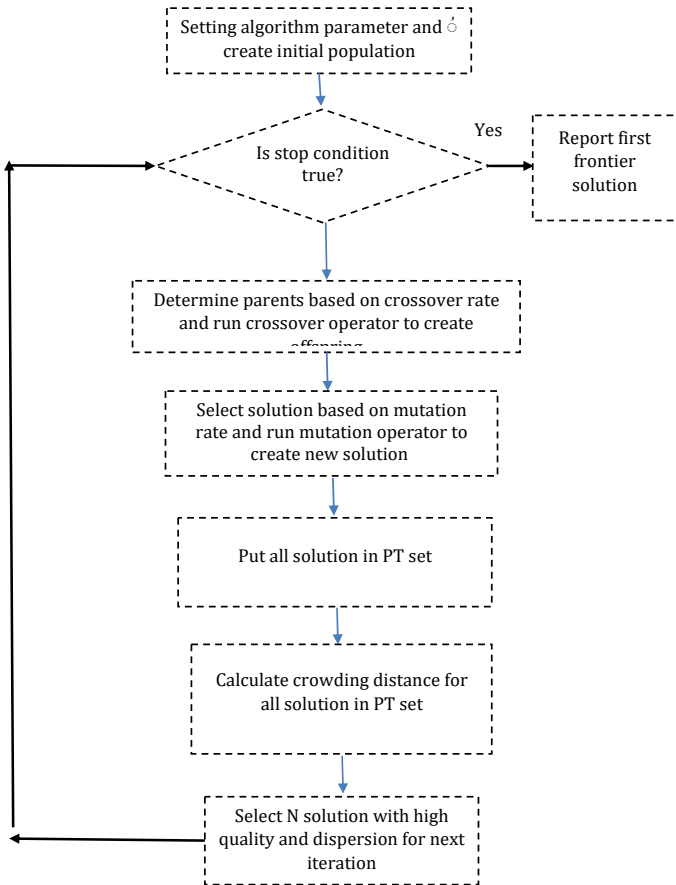 Setting algorithm parameter and
create initial population
Is stop condition
true?
Yes
Report first
frontier
solution
Determine parents based on crossover rate
and run crossover operator to create
offspring
Select solution based on mutation
rate and run mutation operator to
create new solution
Put all solution in PT set
Calculate crowding distance for
all solution in PT set
Select N solution with high
quality and dispersion for next
iteration